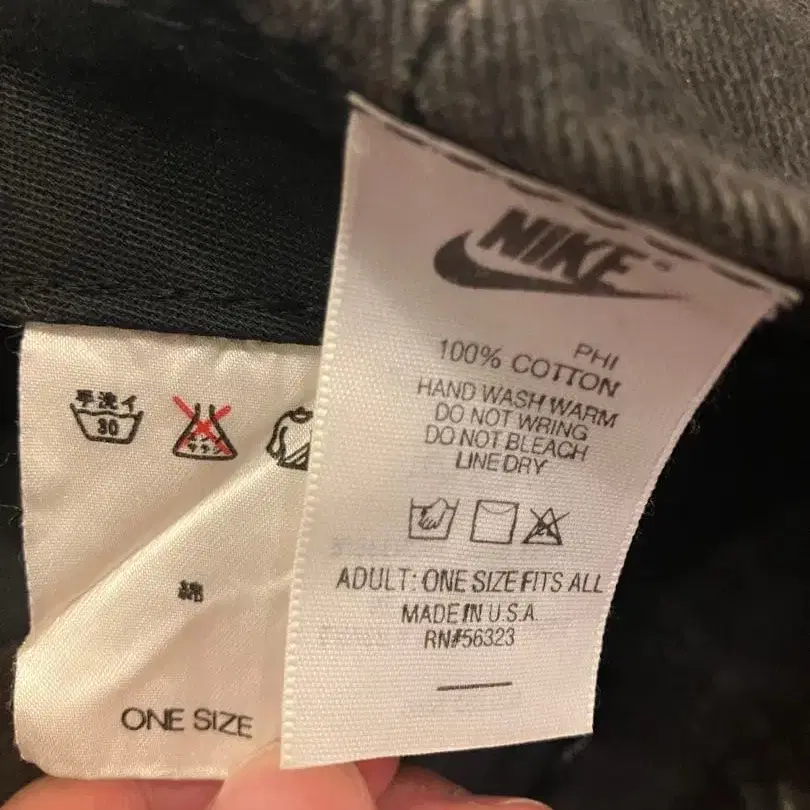 手洗イ
30
綿
ONE SIZE
NIKE
PHI
100% COTTON
HAND WASH WARM
DO NOT WRING
DO NOT BLEACH
LINE DRY
ADULT: ONE SIZE FITS ALL
MADE IN U.S.A.
RN#56323